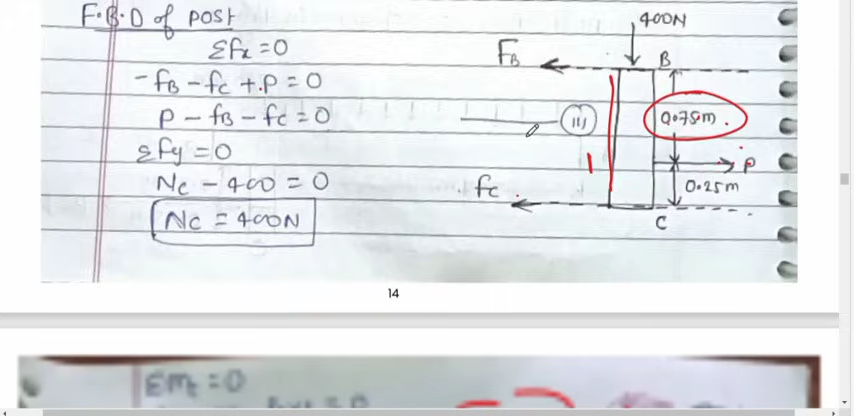 F.B.D of post
Σfx = 0
-fB - fc + P = 0
P - fB - fc = 0
Σfy = 0
Nc - 400 = 0
Nc = 400N
400N
FB
B
(11)
0.75m.
P
fc
0.25m
C
14
Σmt = 0